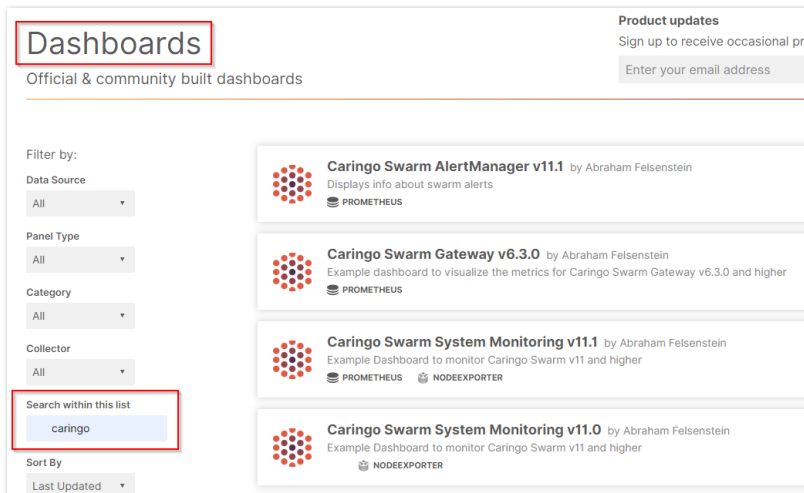 Dashboards
Official & community built dashboards
Product updates
Sign up to receive occasional pr
Enter your email address
Filter by:
Data Source
All
Panel Type
All
Category
All
Collector
All
Search within this list
caringo
Sort By
Last Updated
Caringo Swarm AlertManager v11.1 by Abraham Felsenstein
Displays info about swarm alerts
PROMETHEUS
Caringo Swarm Gateway v6.3.0 by Abraham Felsenstein
Example dashboard to visualize the metrics for Caringo Swarm Gateway v6.3.0 and higher
PROMETHEUS
Caringo Swarm System Monitoring v11.1 by Abraham Felsenstein
Example Dashboard to monitor Caringo Swarm v11 and higher
PROMETHEUS NODEEXPORTER
Caringo Swarm System Monitoring v11.0 by Abraham Felsenstein
Example Dashboard to monitor Caringo Swarm v11 and higher
NODEEXPORTER